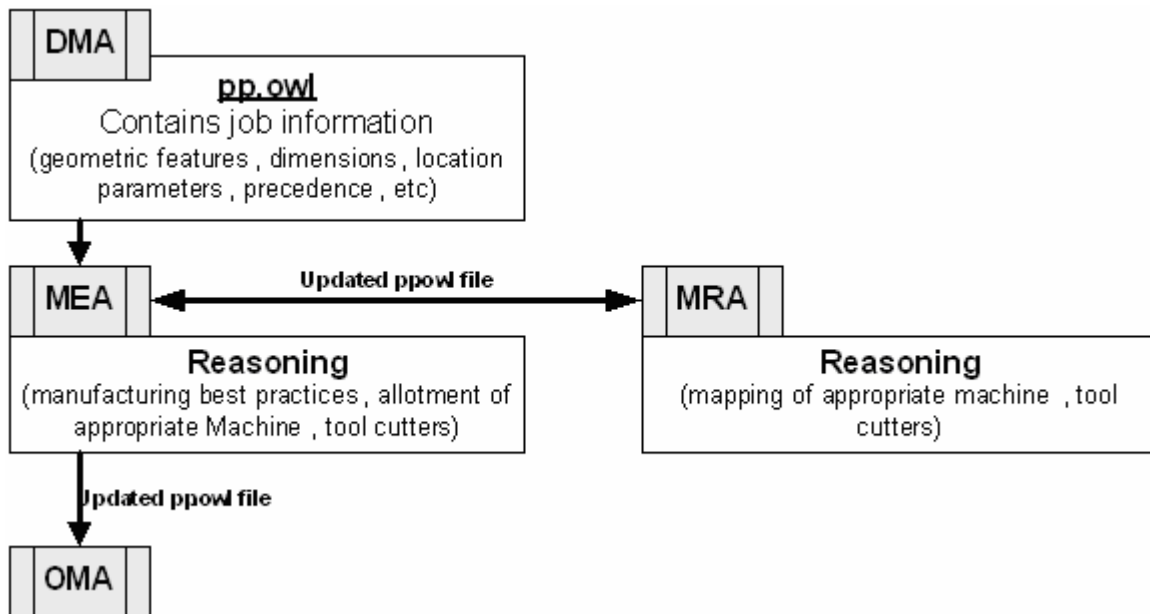 DMA
pp.owl
Contains job information
(geometric features , dimensions, location
parameters , precedence , etc)
MEA
Updated ppowl file
MRA
Reasoning
(manufacturing best practices , allotment of
appropriate Machine , tool cutters)
Reasoning
(mapping of appropriate machine , tool
cutters)
Updated ppowl file
OMA